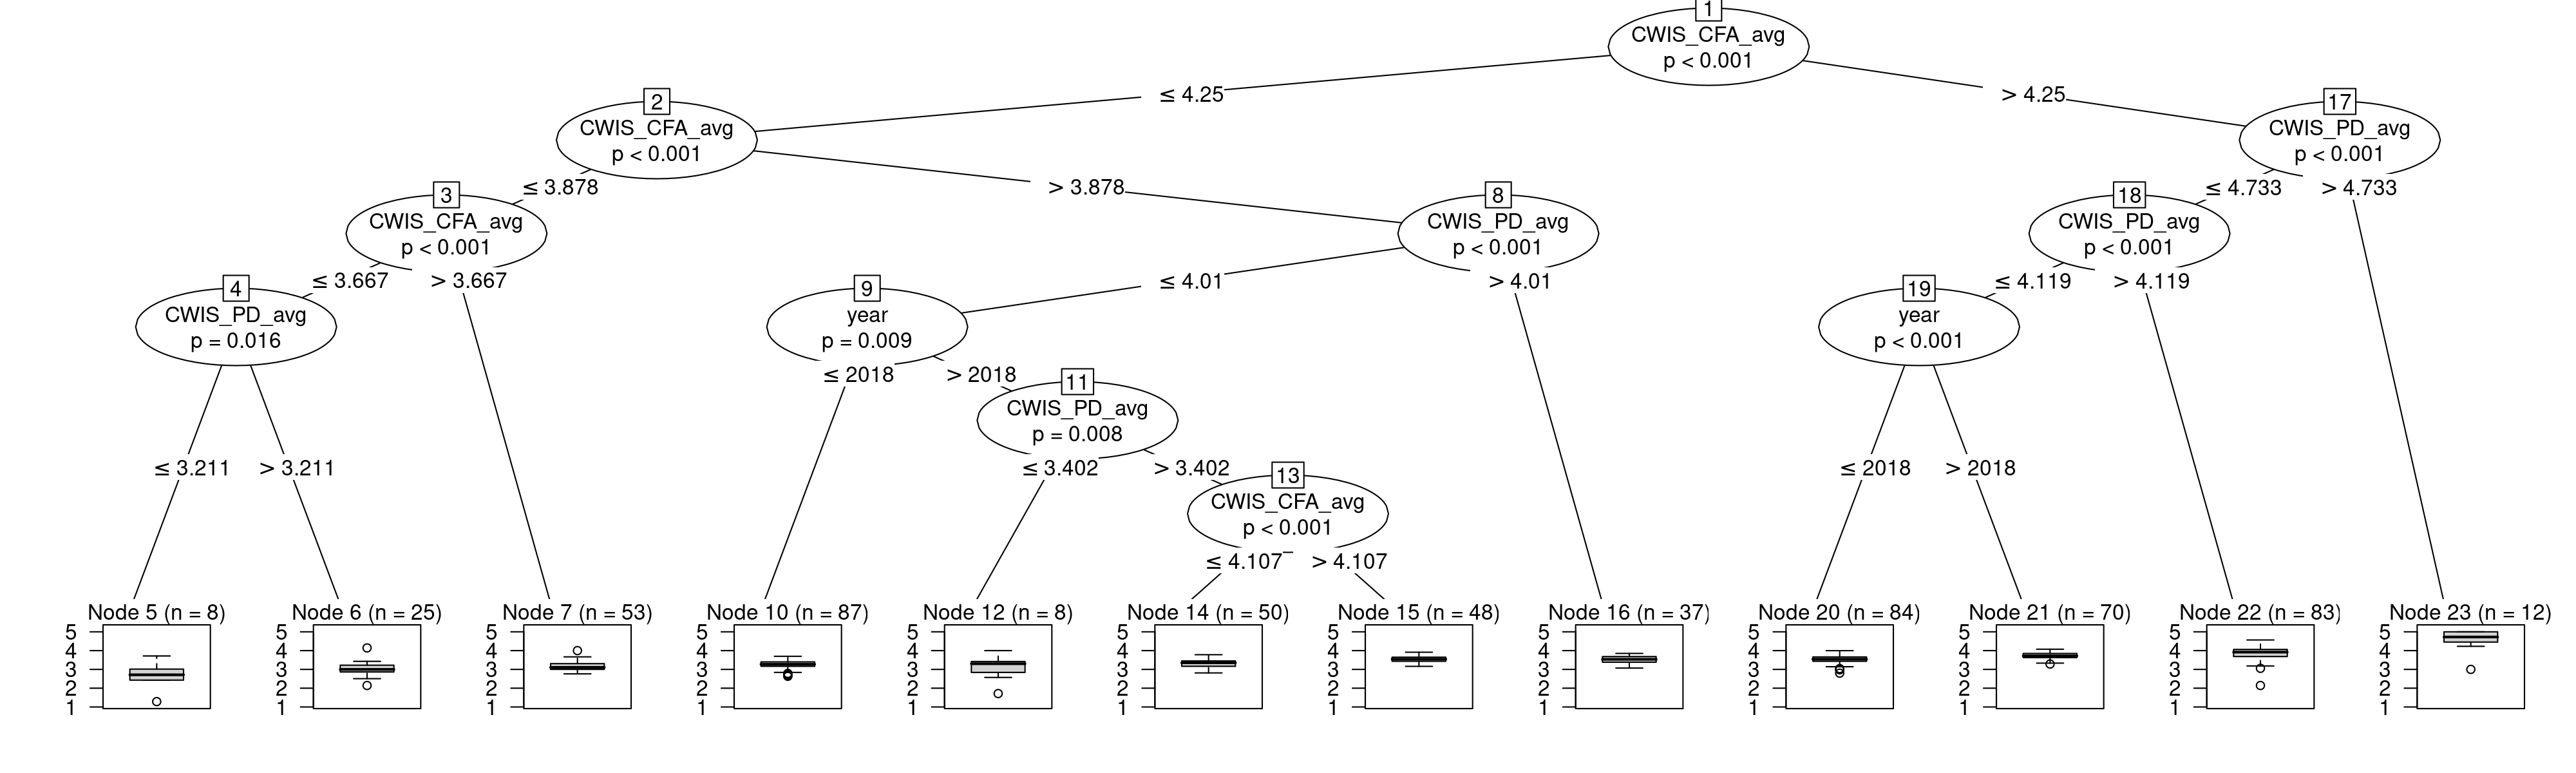 1
CWIS_CFA_avg
p < 0.001
≤ 4.25
> 4.25
2
CWIS_CFA_avg
p < 0.001
17
CWIS_PD_avg
p < 0.001
≤ 3.878
> 3.878
≤ 4.733
> 4.733
3
CWIS_CFA_avg
p < 0.001
8
CWIS_PD_avg
p < 0.001
18
CWIS_PD_avg
p < 0.001
≤ 3.667
> 3.667
≤ 4.01
> 4.01
≤ 4.119
> 4.119
4
CWIS_PD_avg
p = 0.016
9
year
p = 0.009
19
year
p < 0.001
≤ 2018
> 2018
11
CWIS_PD_avg
p = 0.008
≤ 3.211
> 3.211
≤ 3.402
> 3.402
≤ 2018
> 2018
13
CWIS_CFA_avg
p < 0.001
≤ 4.107
> 4.107
Node 5 (n = 8)
5
4
3
2
1
Node 6 (n = 25)
5
4
3
2
1
Node 7 (n = 53)
5
4
3
2
1
Node 10 (n = 87)
5
4
3
2
1
Node 12 (n = 8)
5
4
3
2
1
Node 14 (n = 50)
5
4
3
2
1
Node 15 (n = 48)
5
4
3
2
1
Node 16 (n = 37)
5
4
3
2
1
Node 20 (n = 84)
5
4
3
2
1
Node 21 (n = 70)
5
4
3
2
1
Node 22 (n = 83)
5
4
3
2
1
Node 23 (n = 12)
5
4
3
2
1